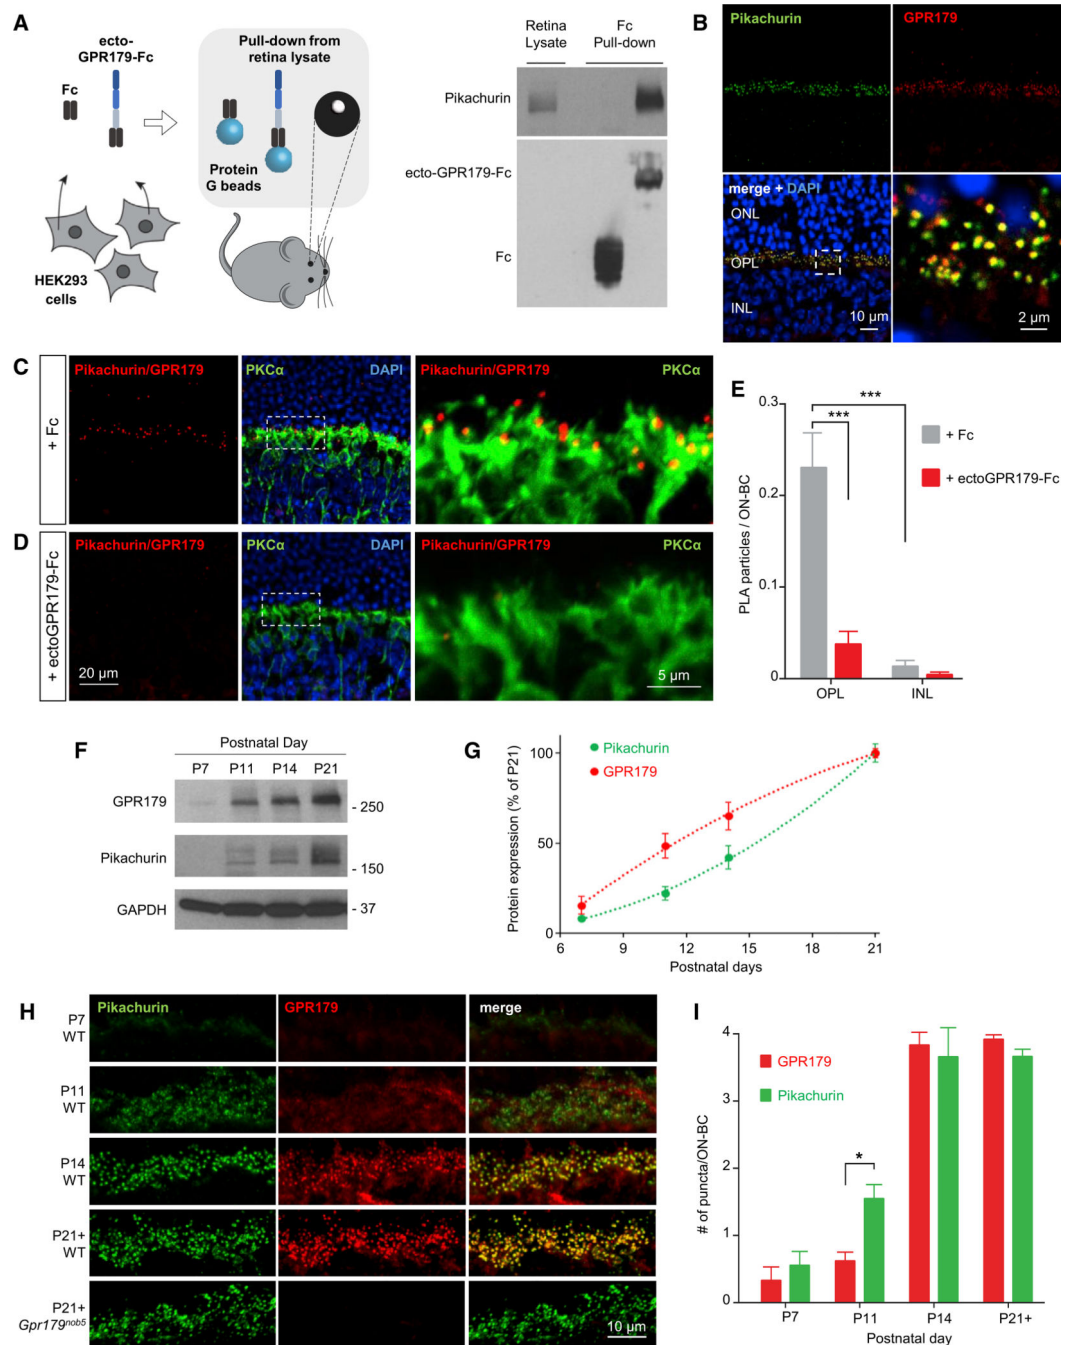 A
ecto-
GPR179-Fc
Fc
HEK293
cells
Pull-down from
retina lysate
Protein
G beads
Retina
Lysate
Fc
Pull-down
Pikachurin
ecto-GPR179-Fc
Fc
B
Pikachurin
GPR179
merge + DAPI
ONL
OPL
INL
10 µm
2 µm
C
+ Fc
Pikachurin/GPR179
PKCα
DAPI
Pikachurin/GPR179
PKCα
D
+ ectoGPR179-Fc
Pikachurin/GPR179
PKCα
DAPI
Pikachurin/GPR179
PKCα
20 µm
5 µm
E
PLA particles / ON-BC
0.3
0.2
0.1
0
***
***
+ Fc
+ ectoGPR179-Fc
OPL
INL
F
Postnatal Day
P7
P11
P14
P21
GPR179
- 250
Pikachurin
- 150
GAPDH
- 37
G
Protein expression (% of P21)
100
50
0
Pikachurin
GPR179
6
9
12
15
18
21
Postnatal days
H
Pikachurin
GPR179
merge
P7
WT
P11
WT
P14
WT
P21+
WT
P21+
Gpr179nob5
10 µm
I
# of puncta/ON-BC
4
3
2
1
0
GPR179
Pikachurin
*
P7
P11
P14
P21+
Postnatal day